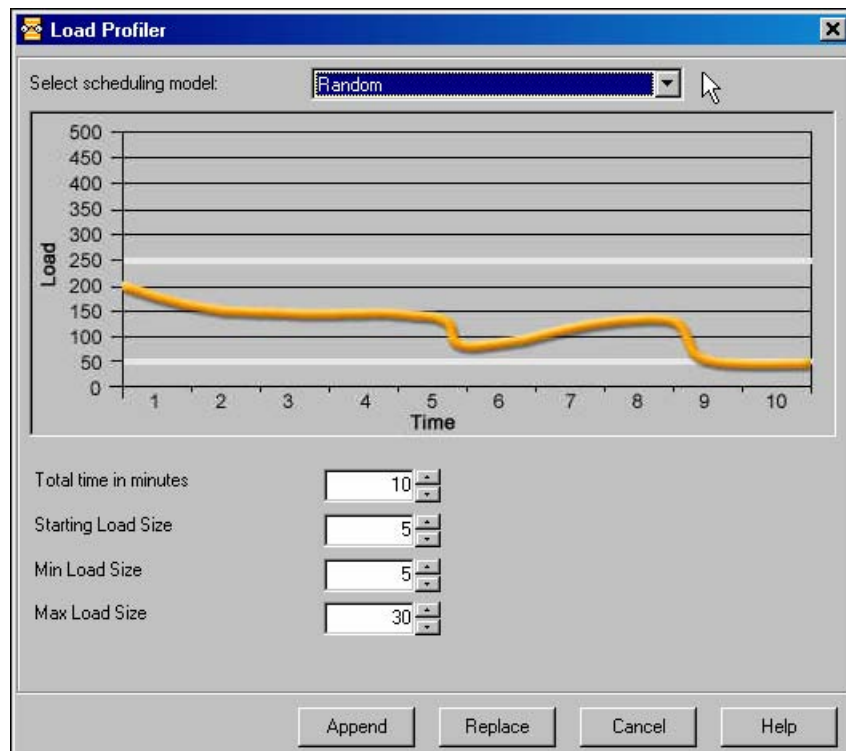 Load Profiler
Select scheduling model: Random
500
450
400
350
300
250
200
150
100
50
0
Load
1 2 3 4 5 6 7 8 9 10
Time
Total time in minutes 10
Starting Load Size 5
Min Load Size 5
Max Load Size 30
Append Replace Cancel Help